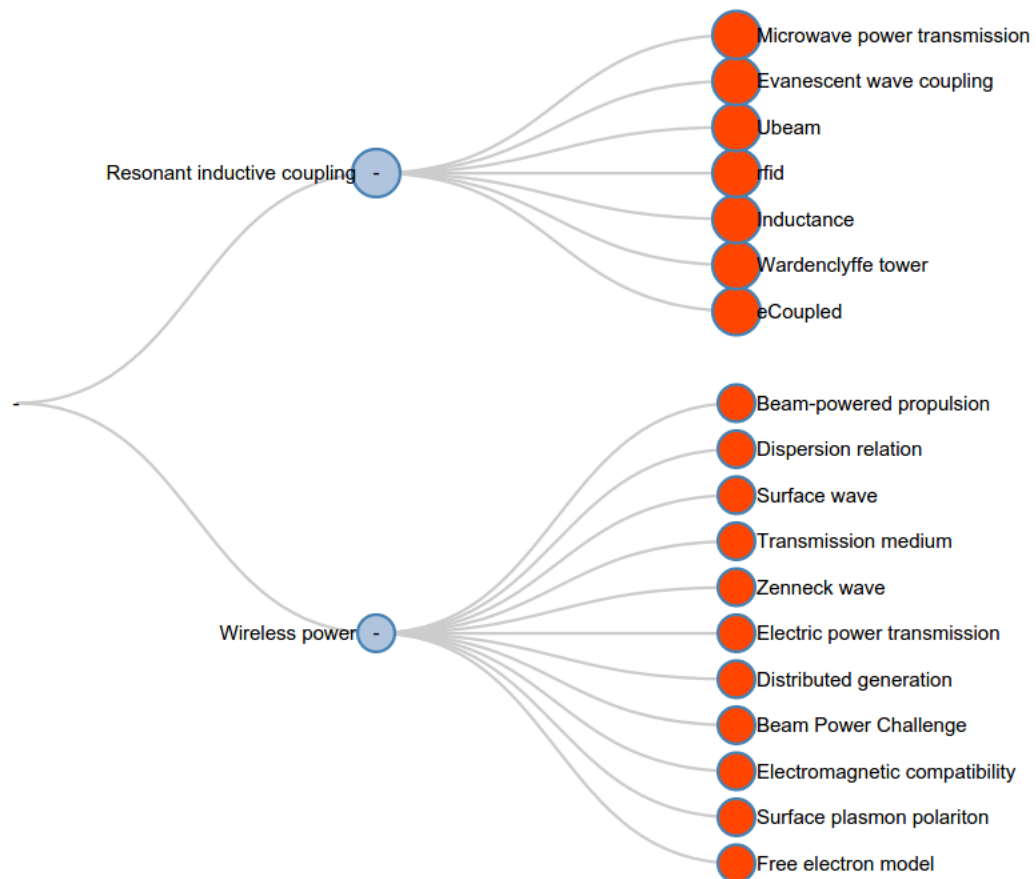 Microwave power transmission
Evanescent wave coupling
Ubeam
Resonant inductive coupling -
rfid
Inductance
Wardenclyffe tower
eCoupled
-
Beam-powered propulsion
Dispersion relation
Surface wave
Transmission medium
Zenneck wave
Wireless power -
Electric power transmission
Distributed generation
Beam Power Challenge
Electromagnetic compatibility
Surface plasmon polariton
Free electron model